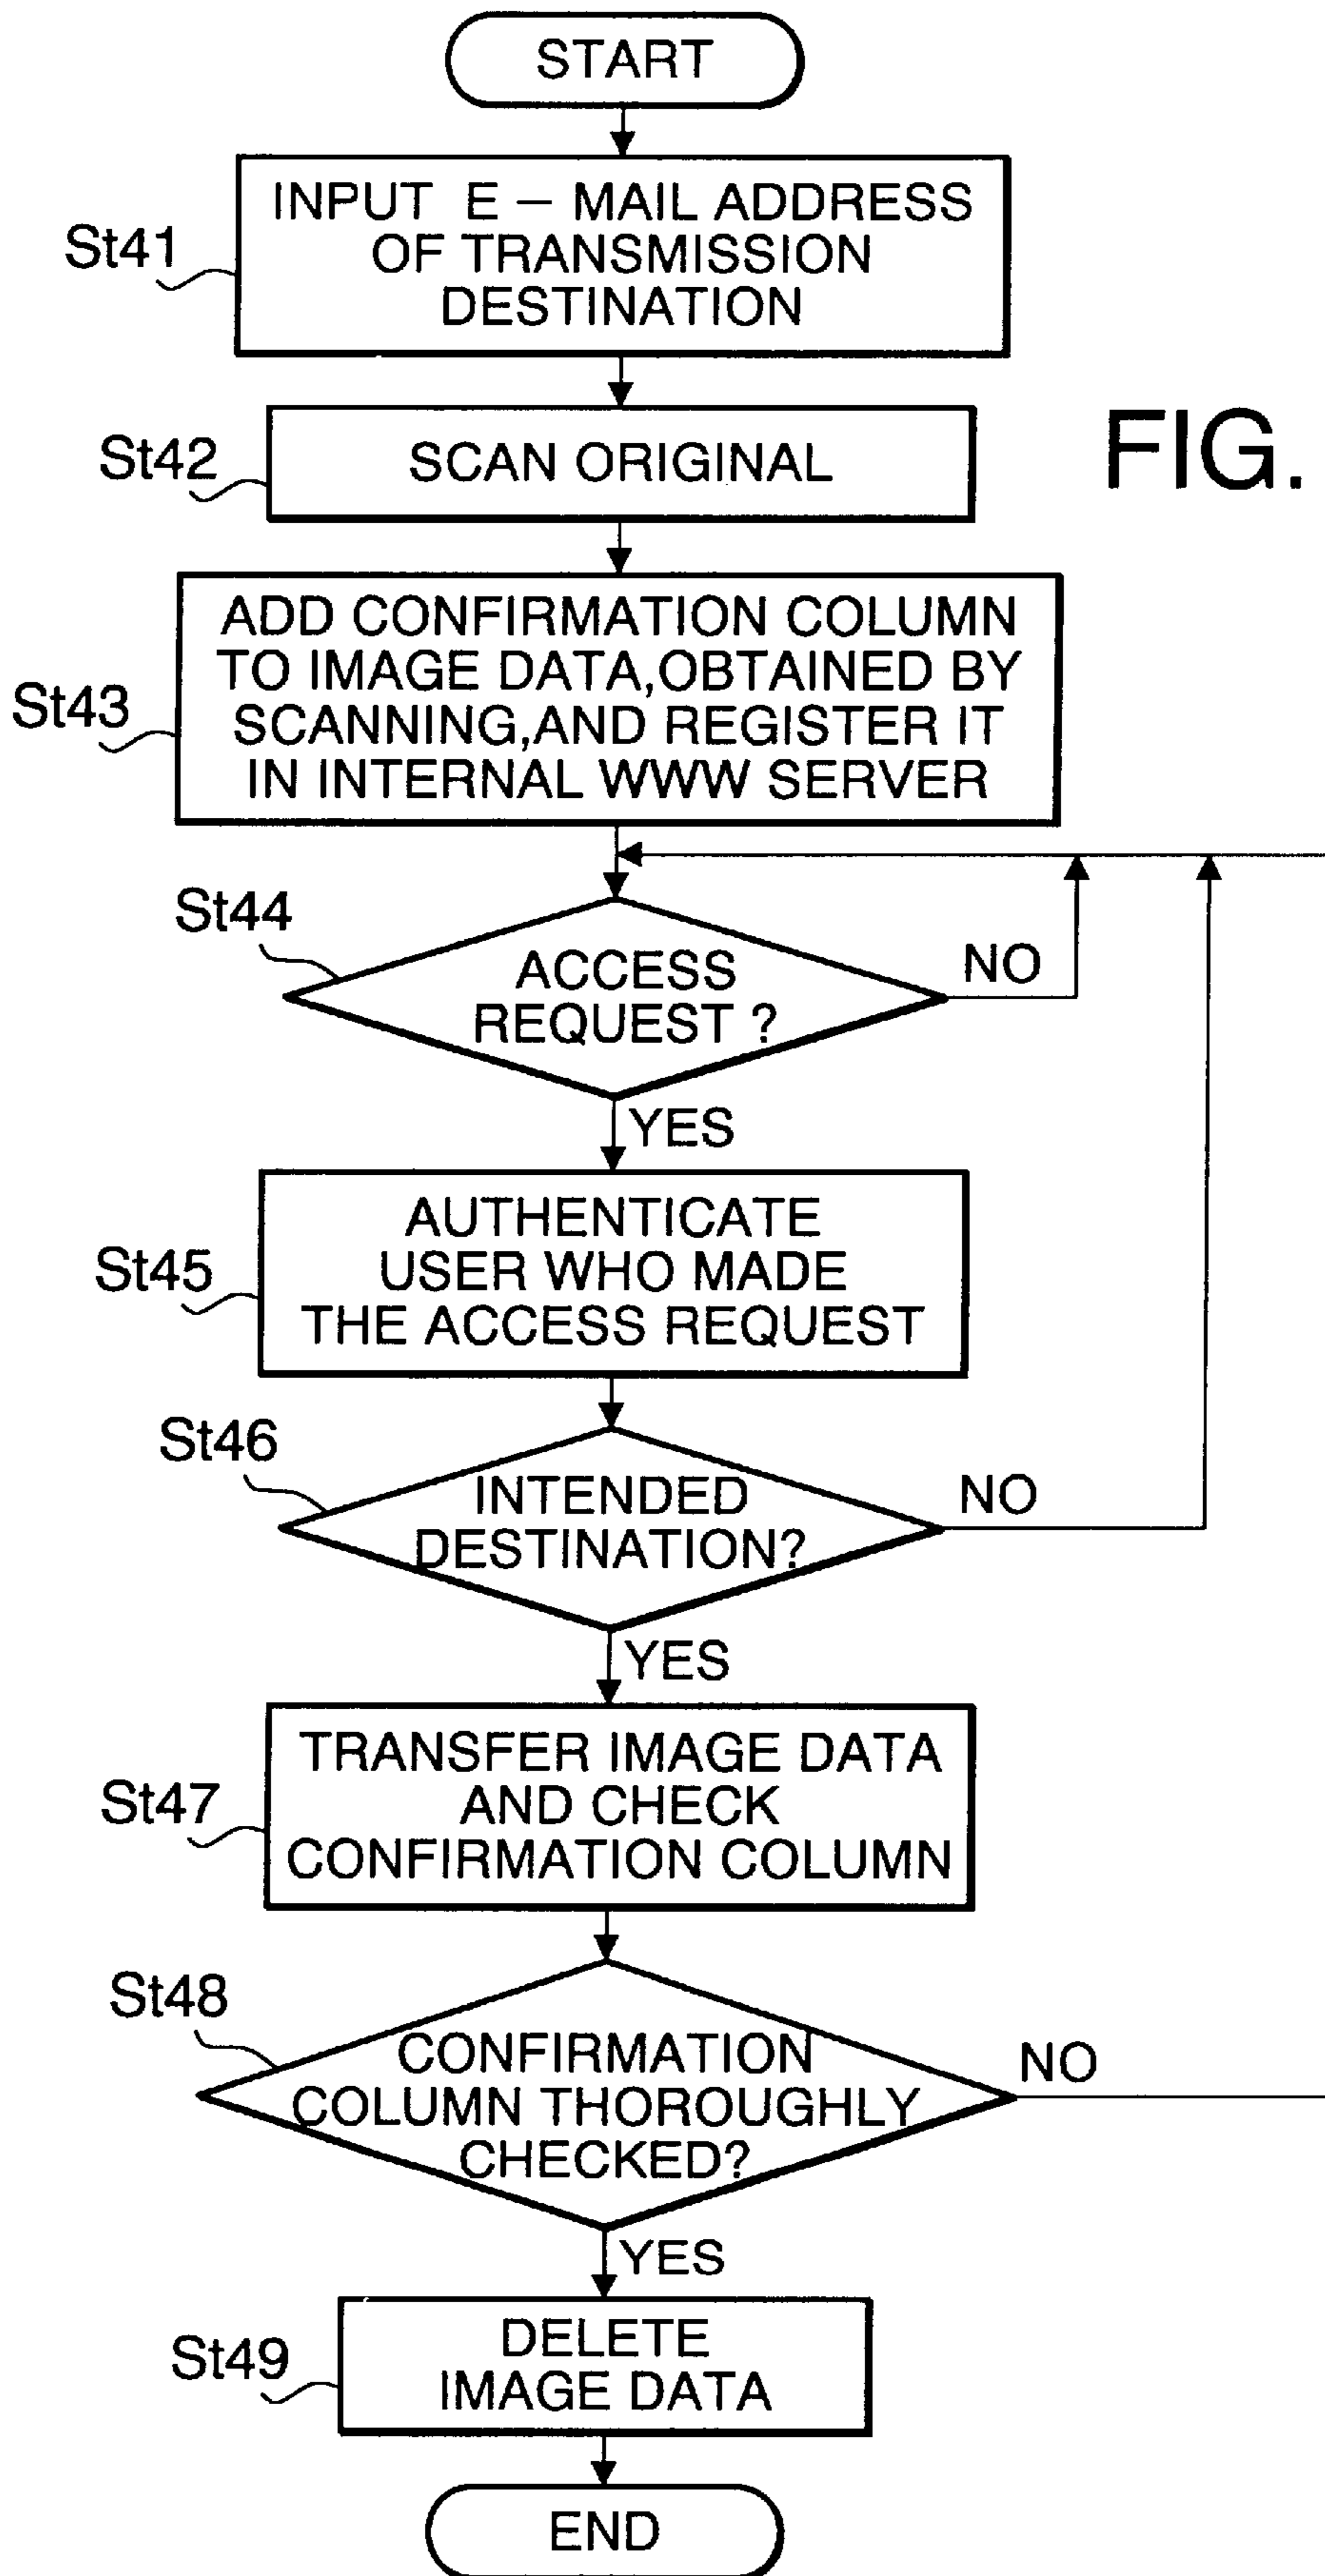 START
St41
INPUT E – MAIL ADDRESS
OF TRANSMISSION
DESTINATION
St42
SCAN ORIGINAL
FIG.
St43
ADD CONFIRMATION COLUMN
TO IMAGE DATA,OBTAINED BY
SCANNING,AND REGISTER IT
IN INTERNAL WWW SERVER
St44
ACCESS
REQUEST ?
NO
YES
St45
AUTHENTICATE
USER WHO MADE
THE ACCESS REQUEST
St46
INTENDED
DESTINATION?
NO
YES
St47
TRANSFER IMAGE DATA
AND CHECK
CONFIRMATION COLUMN
St48
CONFIRMATION
COLUMN THOROUGHLY
CHECKED?
NO
YES
St49
DELETE
IMAGE DATA
END